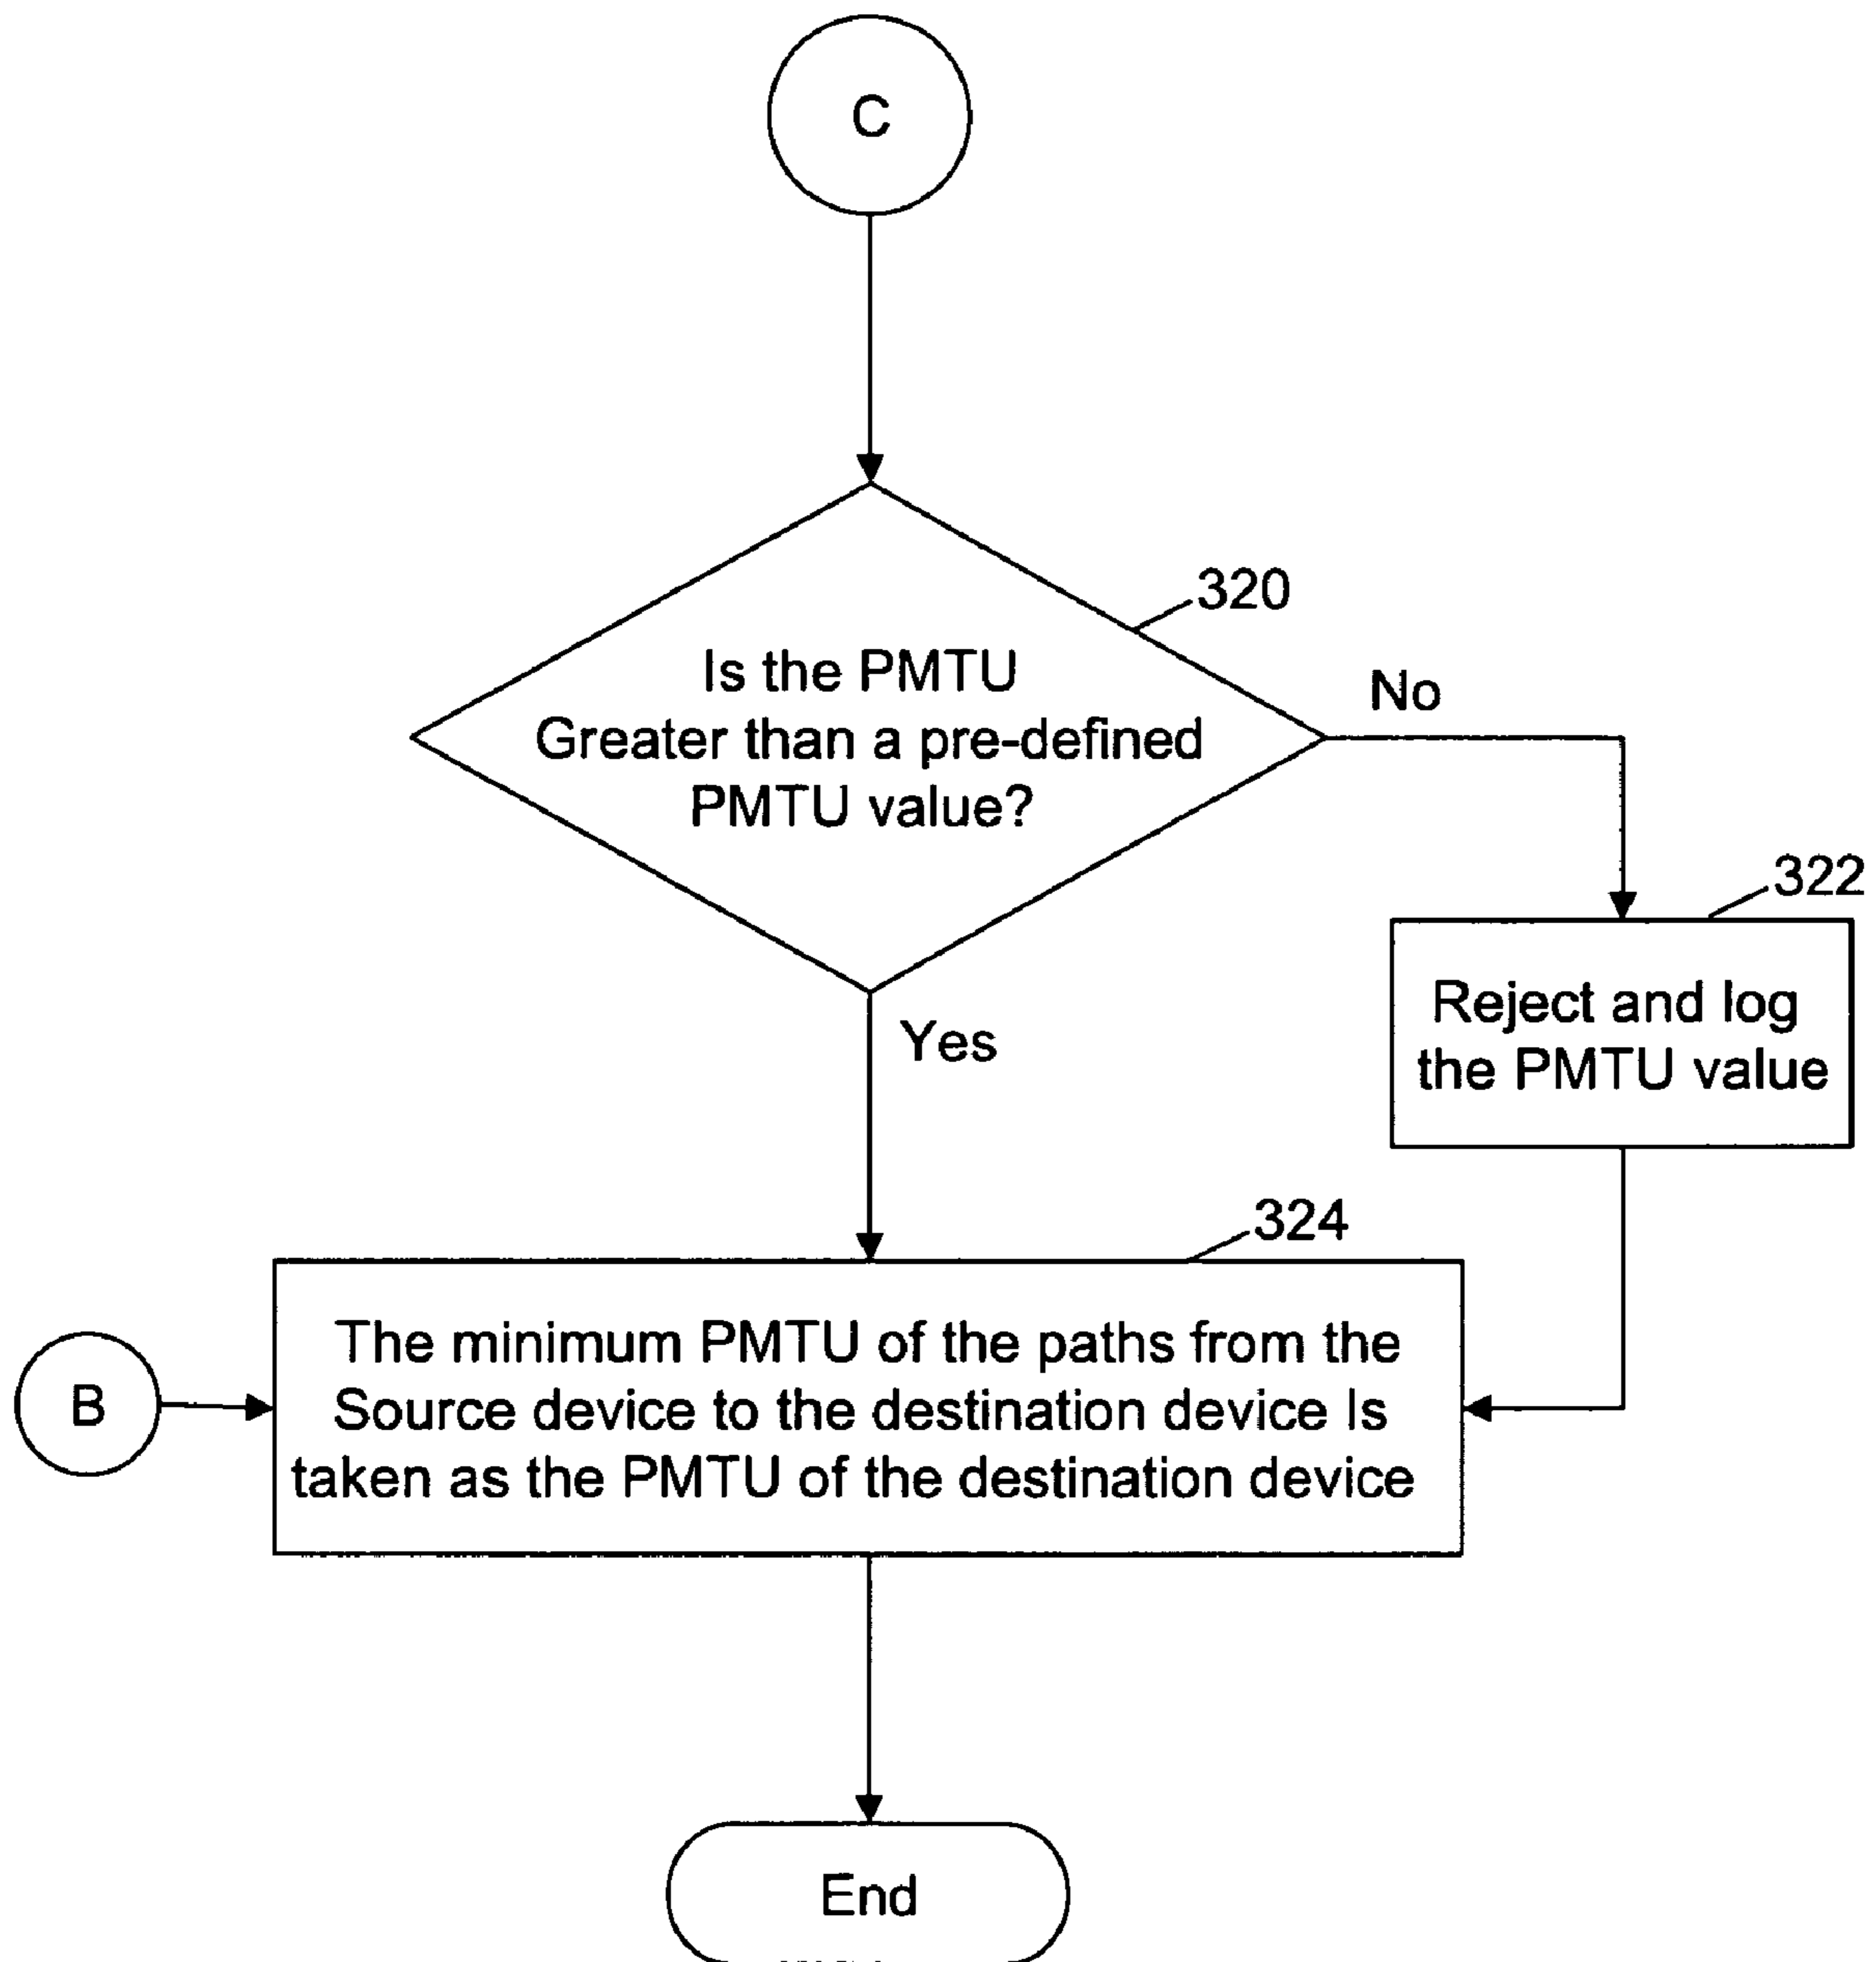 C
320
Is the PMTU
Greater than a pre-defined
PMTU value?
No
322
Reject and log
the PMTU value
Yes
324
The minimum PMTU of the paths from the
Source device to the destination device Is
taken as the PMTU of the destination device
B
End